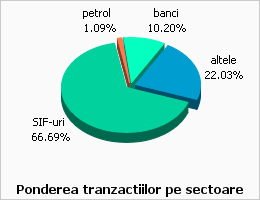 petrol
1.09%
banci
10.20%
altele
22.03%
SIF-uri
66.69%
Ponderea tranzactiilor pe sectoare